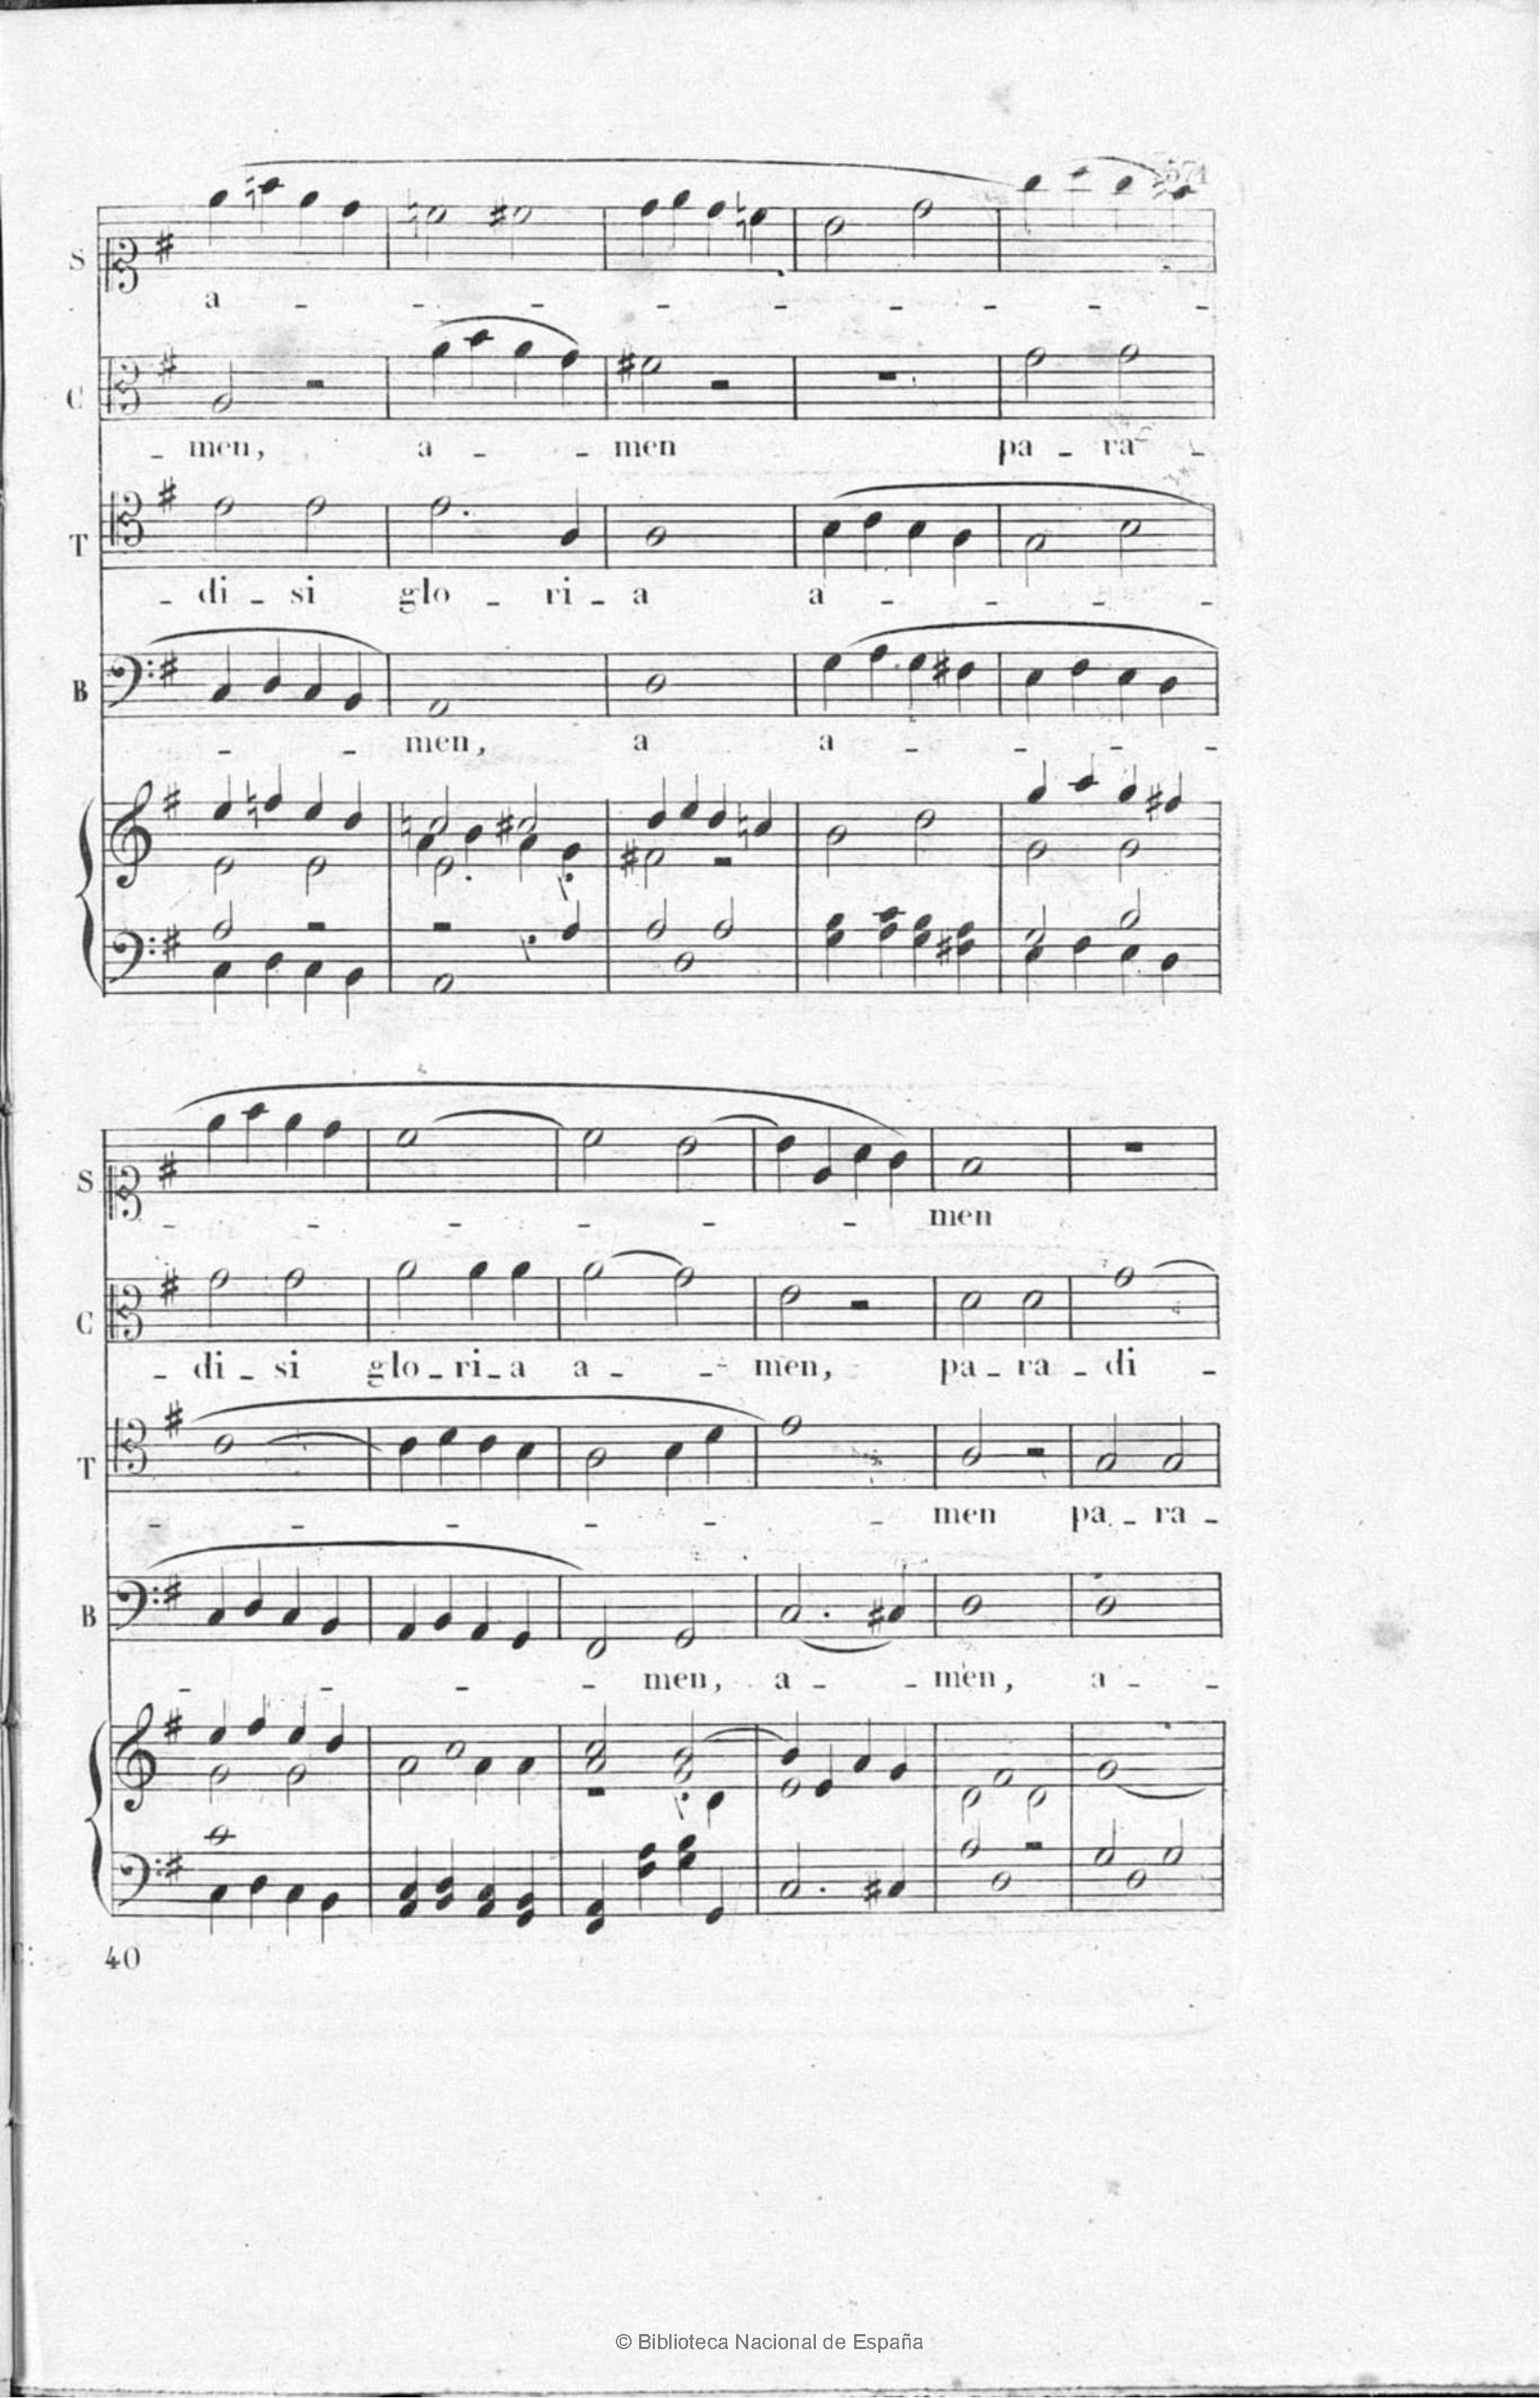 S
a - - - - - - - - -
C
- men, a - - men pa - ra -
T
- di - si glo - ri - a a - - - -
B
- - men, a a - - - -
S
- - - - - - men
C
- di - si glo - ri - a a - - men, pa - ra - di -
T
- - - - - - men pa - ra -
B
- - - - men, a - - men, a - -
40
© Biblioteca Nacional de España